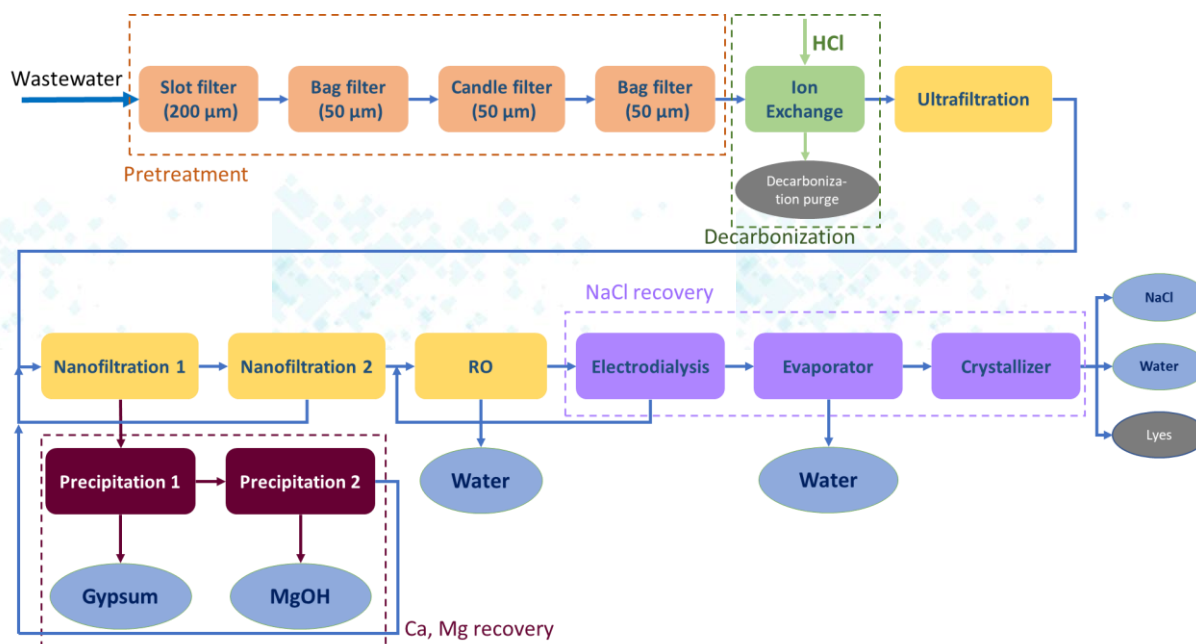 HCl
Wastewater
Slot filter
(200 µm)
Bag filter
(50 µm)
Candle filter
(50 µm)
Bag filter
(50 µm)
Ion
Exchange
Ultrafiltration
Pretreatment
Decarboniza-
tion purge
Decarbonization
NaCl recovery
NaCl
Nanofiltration 1
Nanofiltration 2
RO
Electrodialysis
Evaporator
Crystallizer
Water
Lyes
Precipitation 1
Precipitation 2
Water
Water
Gypsum
MgOH
Ca, Mg recovery